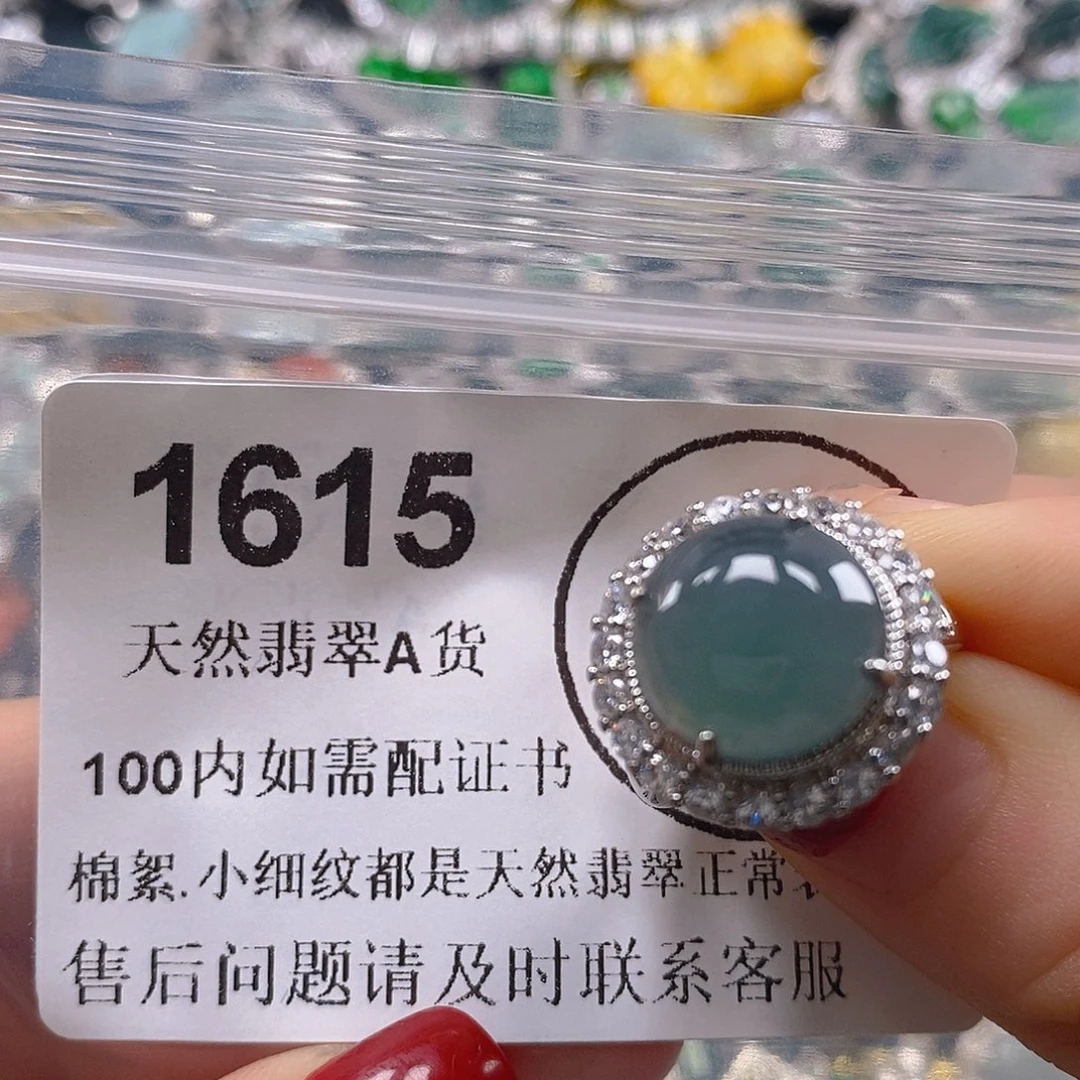 1615
天然翡翠A货
100内如需配证书
棉絮.小细纹都是天然翡翠正常
售后问题请及时联系客服